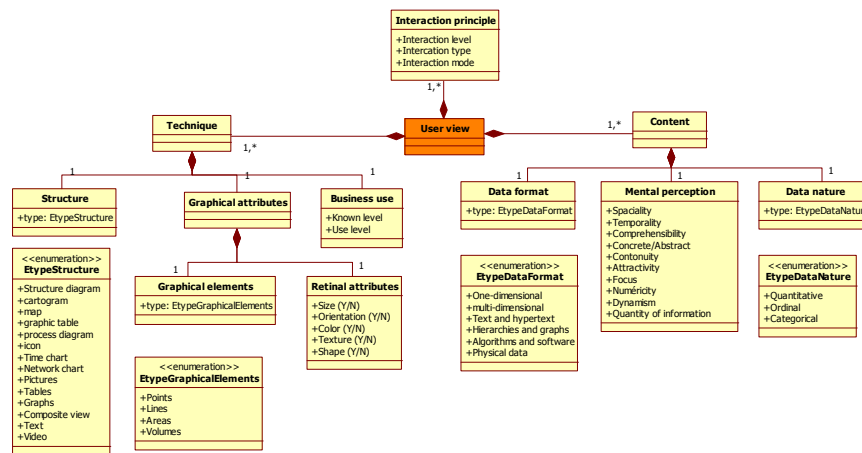 Interaction principle
+Interaction level
+Intercation type
+Interaction mode
1,*
User view
Technique
1,*
Content
1,*
1
1
1
Structure
+type: EtypeStructure
Graphical attributes
Business use
+Known level
+Use level
1
1
1
Data format
+type: EtypeDataFormat
Mental perception
+Spaciality
+Temporality
+Comprehensibility
+Concrete/Abstract
+Contonuity
+Attractivity
+Focus
+Numéricity
+Dynamism
+Quantity of information
Data nature
+type: EtypeDataNature
<<enumeration>>
EtypeStructure
+Structure diagram
+cartogram
+map
+graphic table
+process diagram
+icon
+Time chart
+Network chart
+Pictures
+Tables
+Graphs
+Composite view
+Text
+Video
1
1
Graphical elements
+type: EtypeGraphicalElements
Retinal attributes
+Size (Y/N)
+Orientation (Y/N)
+Color (Y/N)
+Texture (Y/N)
+Shape (Y/N)
<<enumeration>>
EtypeGraphicalElements
+Points
+Lines
+Areas
+Volumes
<<enumeration>>
EtypeDataFormat
+One-dimensional
+multi-dimensional
+Text and hypertext
+Hierarchies and graphs
+Algorithms and software
+Physical data
<<enumeration>>
EtypeDataNature
+Quantitative
+Ordinal
+Categorical